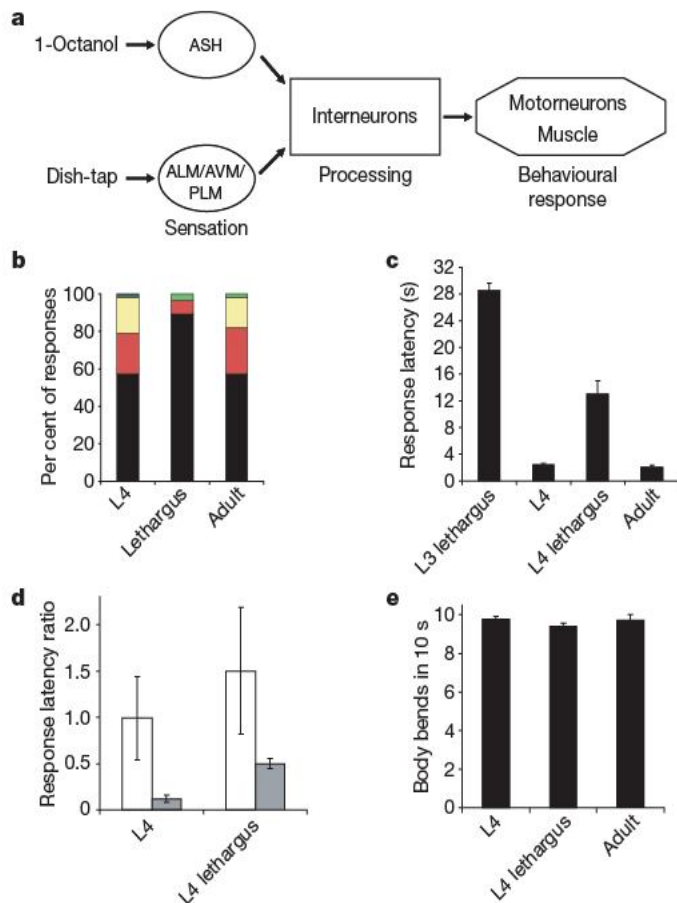 a
1-Octanol
ASH
Dish-tap
ALM/AVM/
PLM
Sensation
Interneurons
Processing
Motorneurons
Muscle
Behavioural
response
b
Per cent of responses
100
80
60
40
20
0
L4
Lethargus
Adult
c
Response latency (s)
32
28
24
20
16
12
8
4
0
L3 lethargus
L4
L4 lethargus
Adult
d
Response latency ratio
2.0
1.5
1.0
0.5
0
L4
L4 lethargus
e
Body bends in 10 s
10
8
6
4
2
0
L4
L4 lethargus
Adult